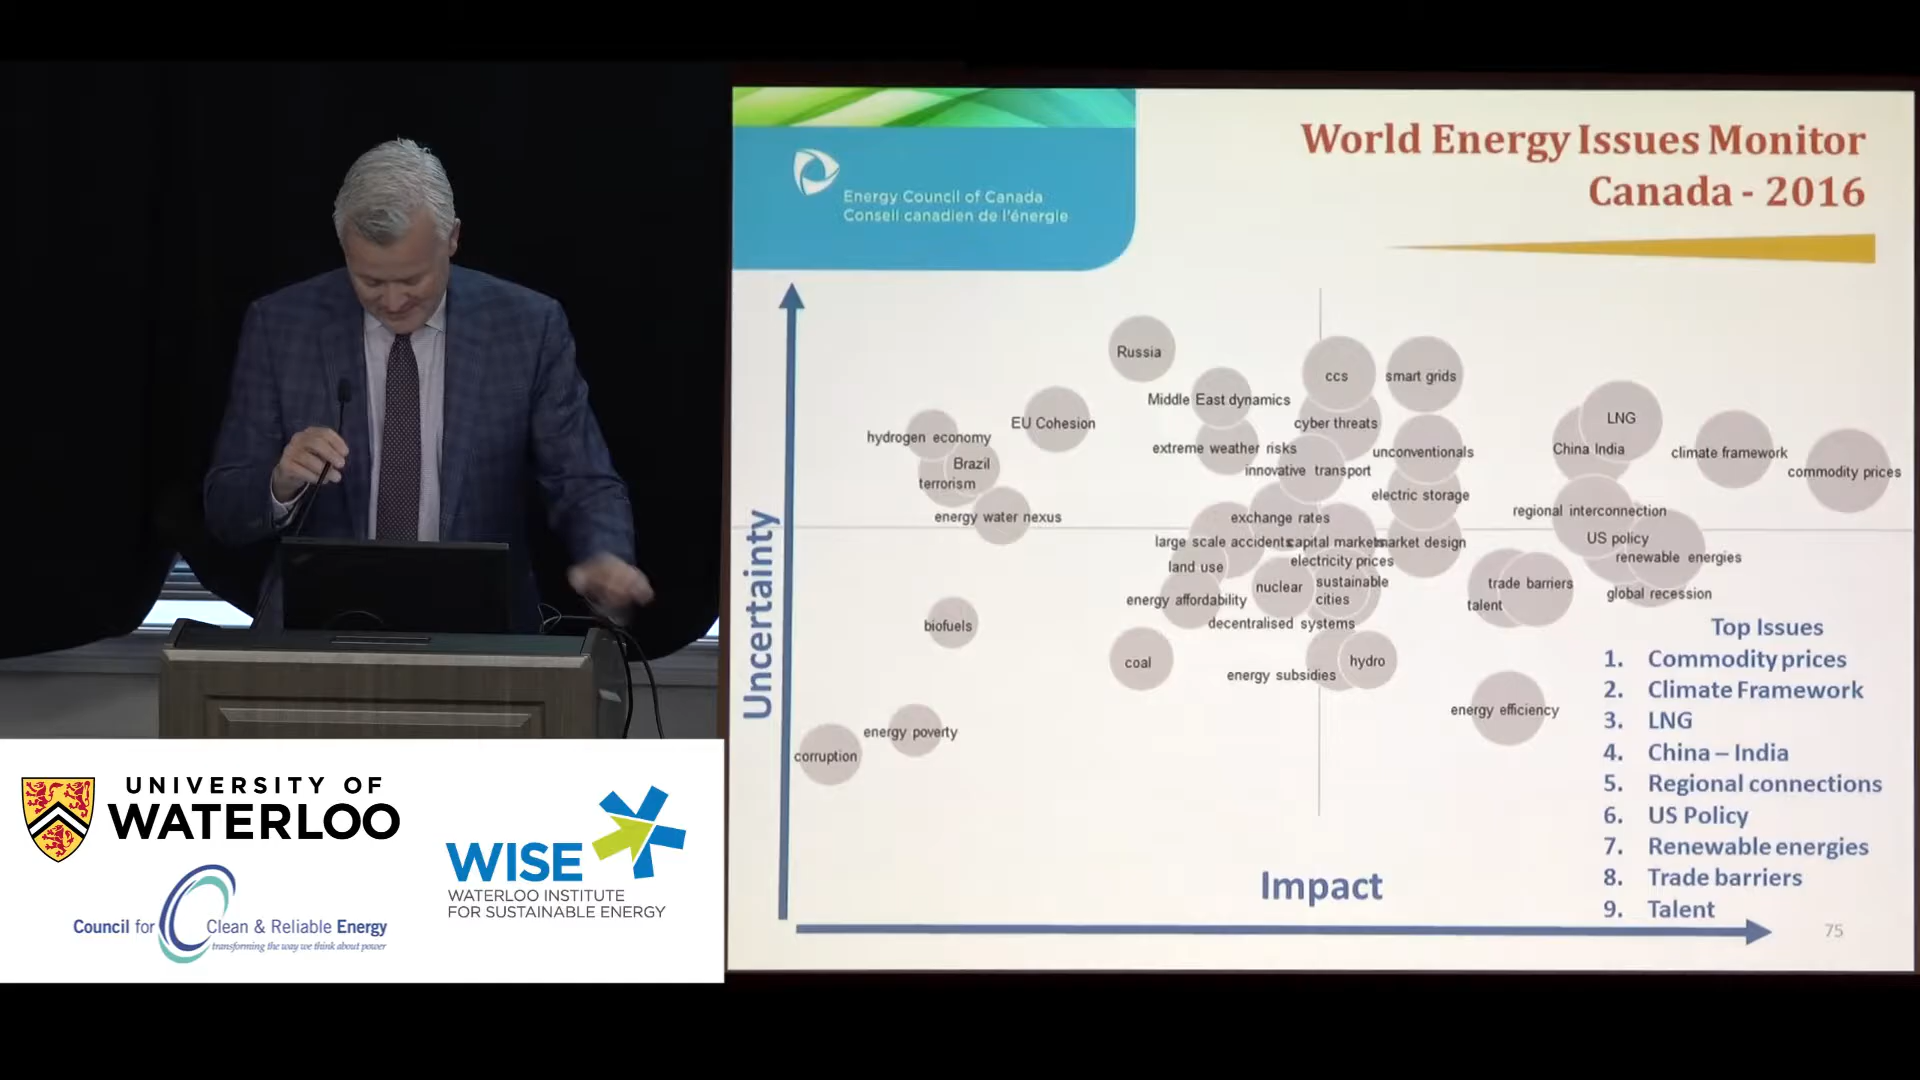 World Energy Issues Monitor
Canada - 2016
Energy Council of Canada
Conseil canadien de l'énergie
Uncertainty
Russia
ccs
smart grids
Middle East dynamics
LNG
EU Cohesion
cyber threats
hydrogen economy
extreme weather risks
unconventionals
China India
climate framework
Brazil
innovative transport
commodity prices
terrorism
electric storage
energy water nexus
exchange rates
regional interconnection
large scale accidents
capital markets
market design
US policy
electricity prices
renewable energies
land use
nuclear
sustainable
cities
trade barriers
energy affordability
talent
global recession
biofuels
decentralised systems
coal
hydro
energy subsidies
energy efficiency
energy poverty
corruption
Impact
Top Issues
1. Commodity prices
2. Climate Framework
3. LNG
4. China – India
5. Regional connections
6. US Policy
7. Renewable energies
8. Trade barriers
9. Talent
75
UNIVERSITY OF
WATERLOO
WISE
WATERLOO INSTITUTE
FOR SUSTAINABLE ENERGY
Council for Clean & Reliable Energy
transforming the way we think about power